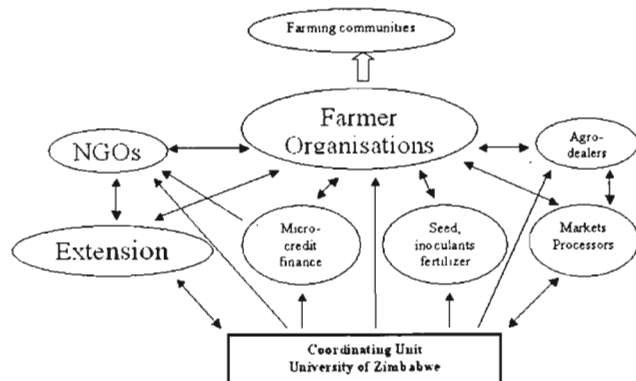 Farming communities
Farmer
Organisations
NGOs
Agro-
dealers
Extension
Micro-
credit
finance
Seed,
inoculants
fertilizer
Markets
Processors
Coordinating Unit
University of Zimbabwe